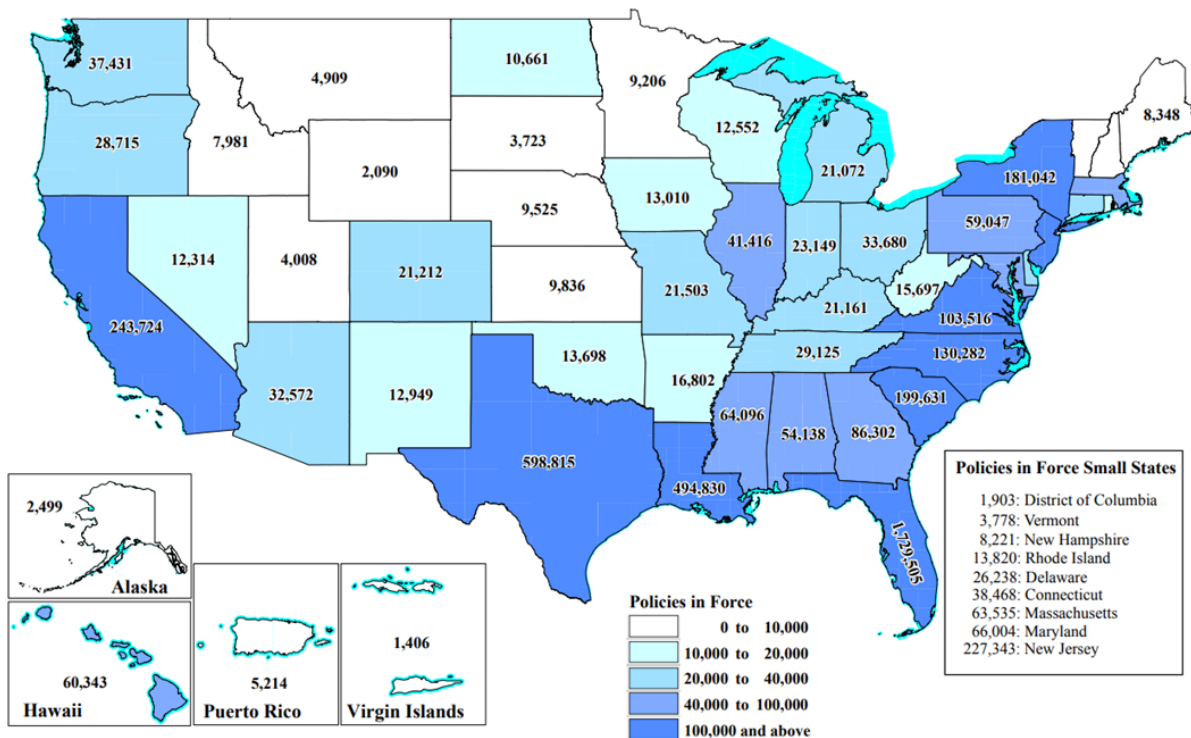 37,431
4,909
10,661
9,206
8,348
28,715
7,981
3,723
12,552
21,072
181,042
2,090
9,525
13,010
59,047
12,314
4,008
21,212
9,836
41,416
23,149
33,680
21,503
15,697
21,161
103,516
243,724
13,698
29,125
130,282
32,572
12,949
16,802
199,631
64,096
54,138
86,302
598,815
494,830
1,729,505
2,499
Alaska
60,343
Hawaii
5,214
Puerto Rico
1,406
Virgin Islands
Policies in Force
0 to 10,000
10,000 to 20,000
20,000 to 40,000
40,000 to 100,000
100,000 and above
Policies in Force Small States
1,903: District of Columbia
3,778: Vermont
8,221: New Hampshire
13,820: Rhode Island
26,238: Delaware
38,468: Connecticut
63,535: Massachusetts
66,004: Maryland
227,343: New Jersey